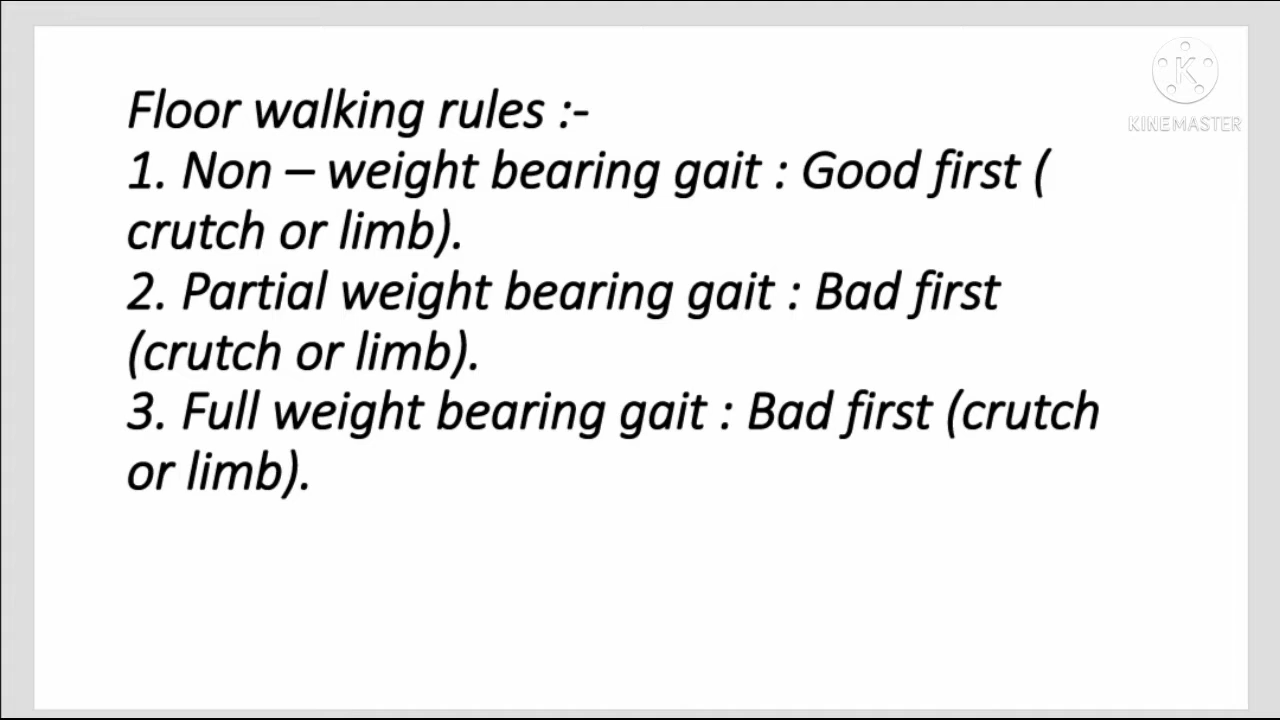 Floor walking rules :-
1. Non – weight bearing gait : Good first (
crutch or limb).
2. Partial weight bearing gait : Bad first
(crutch or limb).
3. Full weight bearing gait : Bad first (crutch
or limb).
K
KINEMASTER